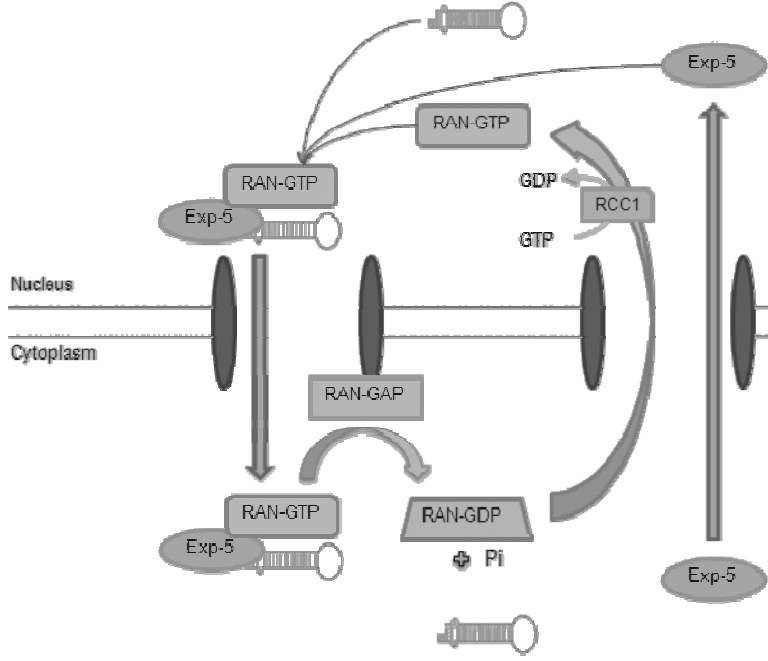 Exp-5
RAN-GTP
RAN-GTP
GDP
RCC1
Exp-5
GTP
Nucleus
Cytoplasm
RAN-GAP
RAN-GTP
RAN-GDP
Exp-5
+ Pi
Exp-5